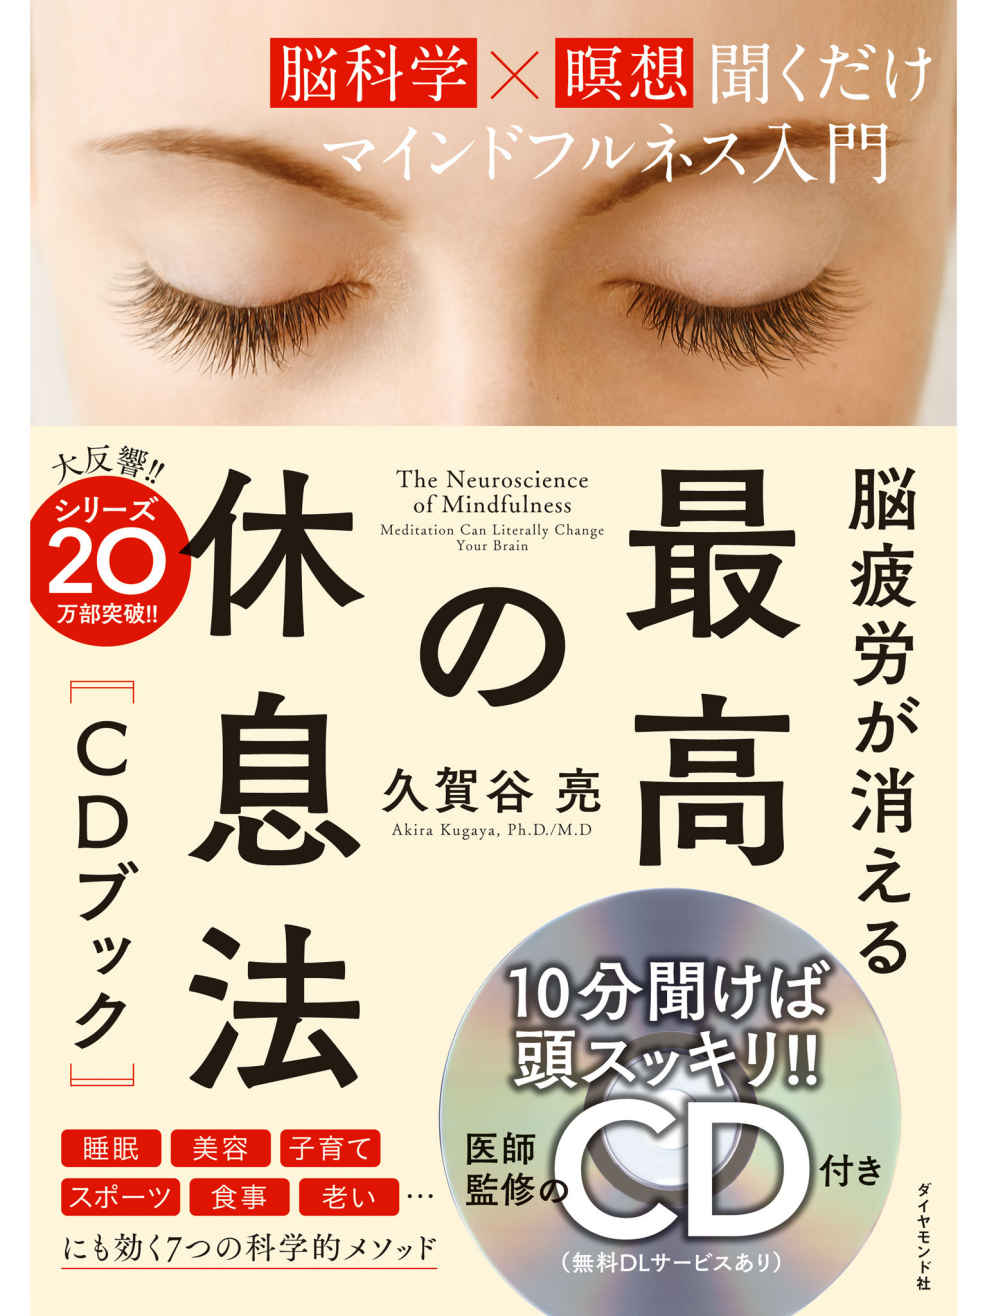 脳科学×瞑想 聞くだけ
マインドフルネス入門
脳疲労が消える
最高の休息法
［CDブック］
The Neuroscience
of Mindfulness
Meditation Can Literally Change
Your Brain
久賀谷 亮
Akira Kugaya, Ph.D./M.D
大反響!!
シリーズ
20
万部突破!!
10分聞けば
頭スッキリ!!
医師
監修の
CD付き
（無料DLサービスあり）
睡眠 美容 子育て
スポーツ 食事 老い …
にも効く7つの科学的メソッド
ダイヤモンド社